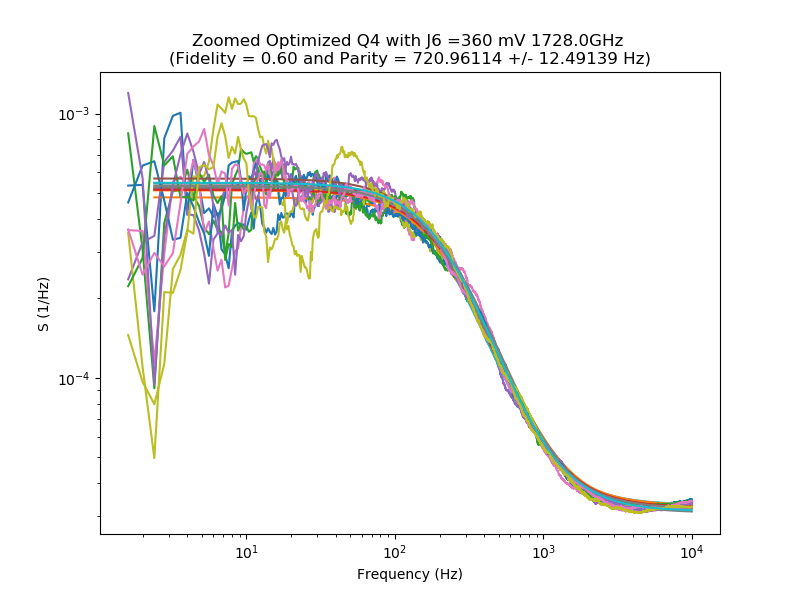 Zoomed Optimized Q4 with J6 =360 mV 1728.0GHz
(Fidelity = 0.60 and Parity = 720.96114 +/- 12.49139 Hz)
10⁻³
10⁻⁴
S (1/Hz)
10¹ 10² 10³ 10⁴
Frequency (Hz)